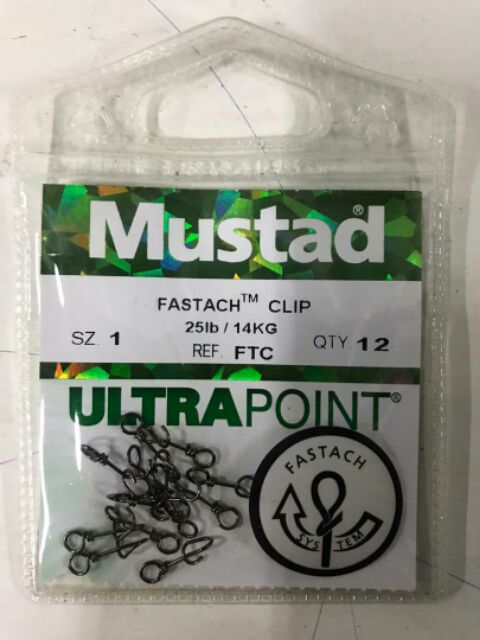 Mustad®
FASTACH™ CLIP
25lb / 14KG
SZ. 1
REF. FTC
QTY 12
ULTRAPOINT®
FASTACH
SYSTEM